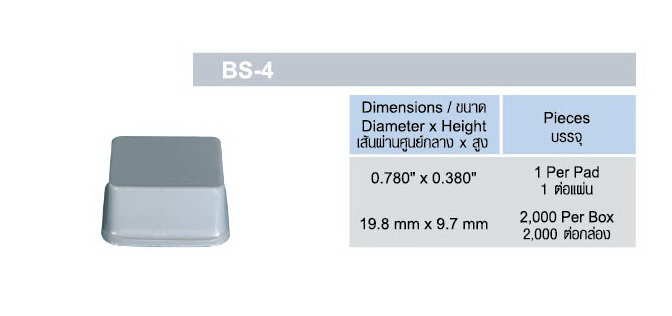 BS-4
Dimensions / ขนาด
Diameter x Height
เส้นผ่านศูนย์กลาง x สูง
Pieces
บรรจุ
0.780" x 0.380"
1 Per Pad
1 ต่อแผ่น
19.8 mm x 9.7 mm
2,000 Per Box
2,000 ต่อกล่อง